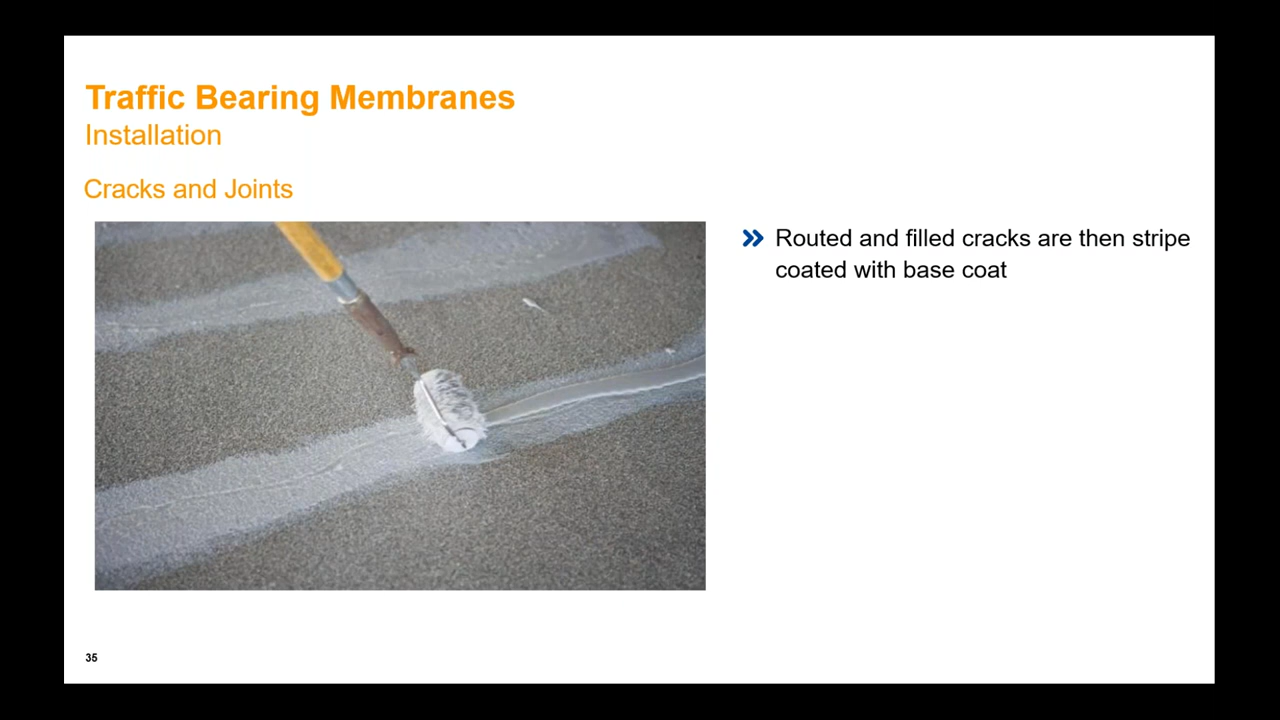 Traffic Bearing Membranes
Installation
Cracks and Joints
Routed and filled cracks are then stripe
coated with base coat
35